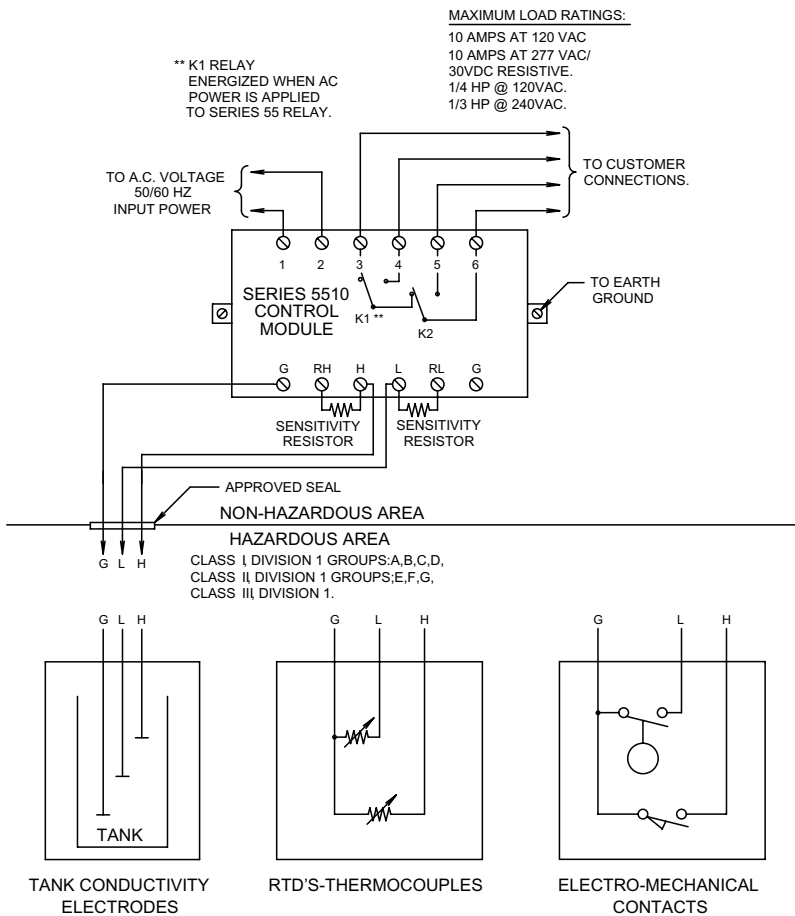 MAXIMUM LOAD RATINGS:
10 AMPS AT 120 VAC
10 AMPS AT 277 VAC/
30VDC RESISTIVE.
1/4 HP @ 120VAC.
1/3 HP @ 240VAC.
** K1 RELAY
ENERGIZED WHEN AC
POWER IS APPLIED
TO SERIES 55 RELAY.
TO A.C. VOLTAGE
50/60 HZ
INPUT POWER
TO CUSTOMER
CONNECTIONS.
1 2 3 4 5 6
SERIES 5510
CONTROL
MODULE
K1 **
K2
TO EARTH
GROUND
G RH H L RL G
SENSITIVITY
RESISTOR
SENSITIVITY
RESISTOR
APPROVED SEAL
NON-HAZARDOUS AREA
HAZARDOUS AREA
CLASS I, DIVISION 1 GROUPS:A,B,C,D,
CLASS II, DIVISION 1 GROUPS;E,F,G,
CLASS III, DIVISION 1.
G L H
G L H
TANK
TANK CONDUCTIVITY
ELECTRODES
G L H
RTD'S-THERMOCOUPLES
G L H
ELECTRO-MECHANICAL
CONTACTS